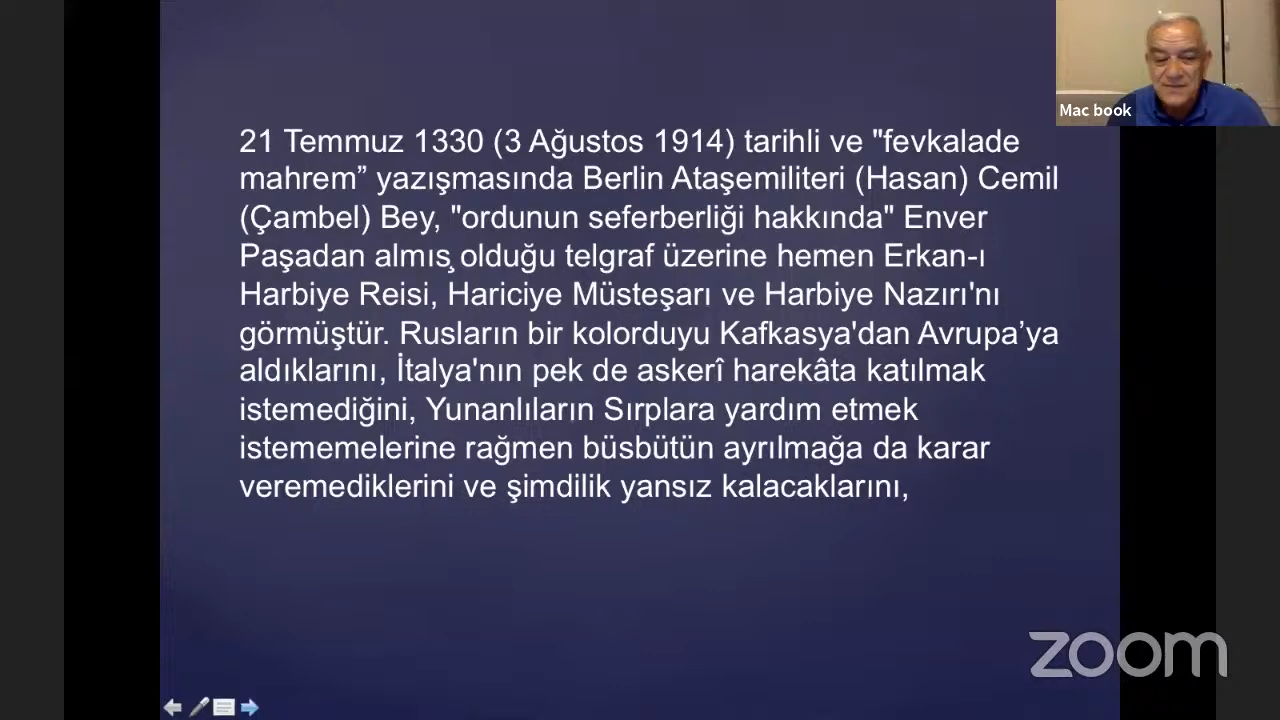 21 Temmuz 1330 (3 Ağustos 1914) tarihli ve "fevkalade
mahrem” yazışmasında Berlin Ataşemiliteri (Hasan) Cemil
(Çambel) Bey, "ordunun seferberliği hakkında" Enver
Paşadan almış olduğu telgraf üzerine hemen Erkan-ı
Harbiye Reisi, Hariciye Müsteşarı ve Harbiye Nazırı'nı
görmüştür. Rusların bir kolorduyu Kafkasya'dan Avrupa’ya
aldıklarını, İtalya'nın pek de askerî harekâta katılmak
istemediğini, Yunanlıların Sırplara yardım etmek
istememelerine rağmen büsbütün ayrılmağa da karar
veremediklerini ve şimdilik yansız kalacaklarını,
Mac book
zoom